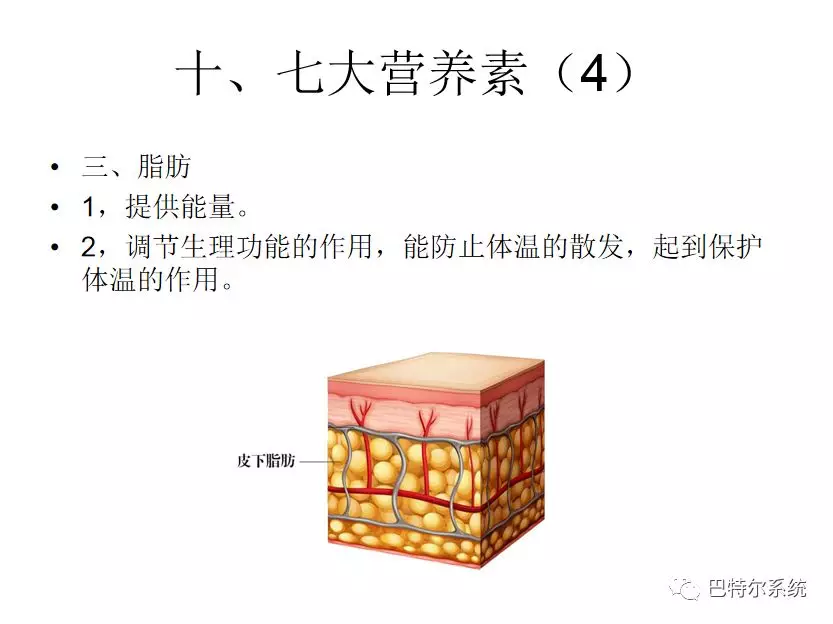 十、七大营养素（4）
• 三、脂肪
• 1，提供能量。
• 2，调节生理功能的作用，能防止体温的散发，起到保护
体温的作用。
皮下脂肪
巴特尔系统